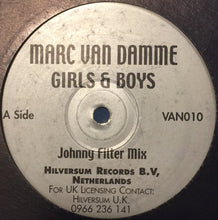 MARC VAN DAMME
GIRLS & BOYS
A Side
VAN010
Johnny Filter Mix
HILVERSUM RECORDS B.V,
NETHERLANDS
FOR UK LICENSING CONTACT:
HILVERSUM U.K.
0966 236 141